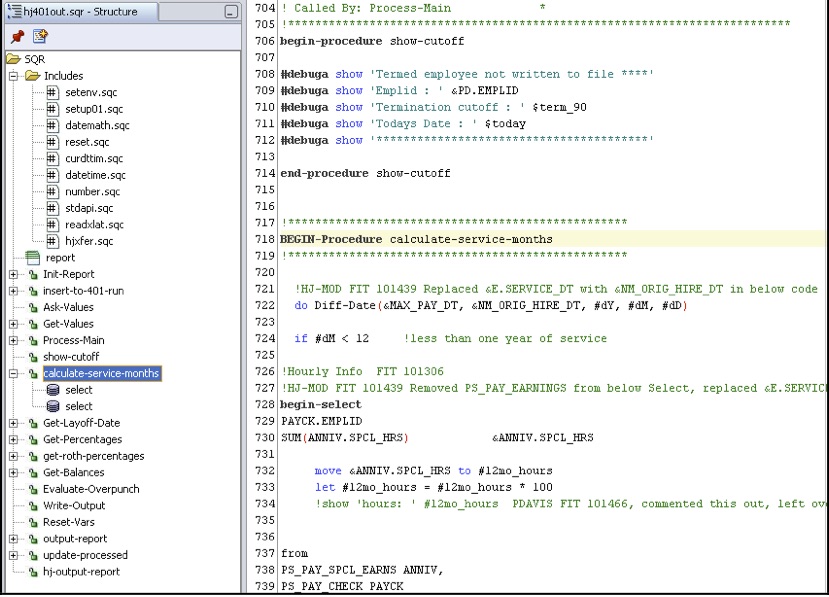 hj401out.sqr - Structure
SQR
Includes
setenv.sqc
setup01.sqc
datemath.sqc
reset.sqc
curdttim.sqc
datetime.sqc
number.sqc
stdapi.sqc
readxlat.sqc
hjxfer.sqc
report
Init-Report
insert-to-401-run
Ask-Values
Get-Values
Process-Main
show-cutoff
calculate-service-months
select
select
Get-Layoff-Date
Get-Percentages
get-roth-percentages
Get-Balances
Evaluate-Overpunch
Write-Output
Reset-Vars
output-report
update-processed
hj-output-report
704 ! Called By: Process-Main *
705 !**************************************************************************
706 begin-procedure show-cutoff
707
708 #debuga show 'Termed employee not written to file ****'
709 #debuga show 'Emplid : ' &PD.EMPLID
710 #debuga show 'Termination cutoff : ' $term_90
711 #debuga show 'Todays Date : ' $today
712 #debuga show '****************************************'
713
714 end-procedure show-cutoff
715
716
717 !**************************************************
718 BEGIN-Procedure calculate-service-months
719 !**************************************************
720
721 !HJ-MOD FIT 101439 Replaced &E.SERVICE_DT with &NM_ORIG_HIRE_DT in below code
722 do Diff-Date(&MAX_PAY_DT, &NM_ORIG_HIRE_DT, #dY, #dM, #dD)
723
724 if #dM < 12 !less than one year of service
725
726 !Hourly Info FIT 101306
727 !HJ-MOD FIT 101439 Removed PS_PAY_EARNINGS from below Select, replaced &E.SERVIC
728 begin-select
729 PAYCK.EMPLID
730 SUM(ANNIV.SPCL_HRS) &ANNIV.SPCL_HRS
731
732 move &ANNIV.SPCL_HRS to #12mo_hours
733 let #12mo_hours = #12mo_hours * 100
734 !show 'hours: ' #12mo_hours PDAVIS FIT 101466, commented this out, left ov
735
736
737 from
738 PS_PAY_SPCL_EARNS ANNIV,
739 PS_PAY_CHECK PAYCK